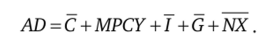 AD = C̅ + MPCY + I̅ + G̅ + N̅X̅ .